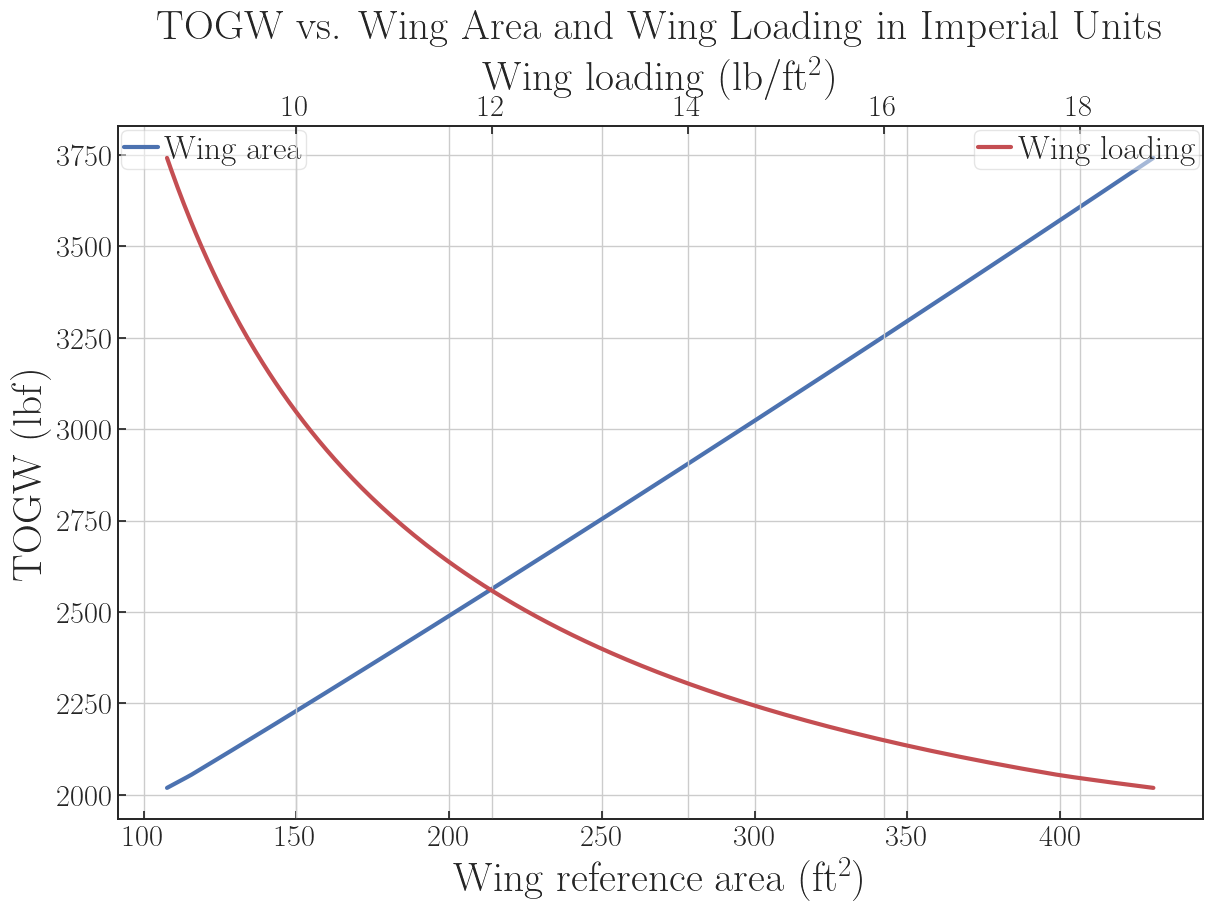 TOGW vs. Wing Area and Wing Loading in Imperial Units
Wing loading (lb/ft²)
10 12 14 16 18
Wing area
Wing loading
3750
3500
3250
3000
2750
2500
2250
2000
TOGW (lbf)
100 150 200 250 300 350 400
Wing reference area (ft²)